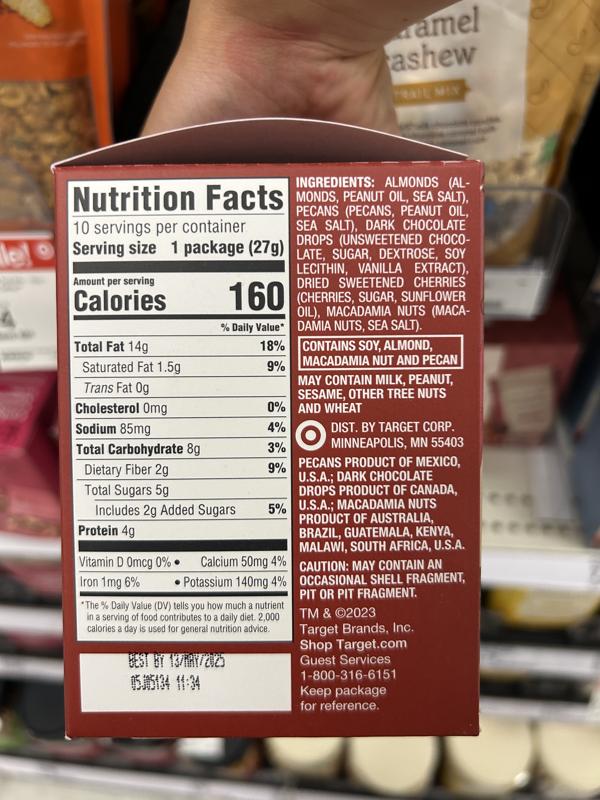 ramel
cashew
TRAIL MIX
Nutrition Facts
10 servings per container
Serving size 1 package (27g)
Amount per serving
Calories 160
% Daily Value*
Total Fat 14g 18%
Saturated Fat 1.5g 9%
Trans Fat 0g
Cholesterol 0mg 0%
Sodium 85mg 4%
Total Carbohydrate 8g 3%
Dietary Fiber 2g 9%
Total Sugars 5g
Includes 2g Added Sugars 5%
Protein 4g
Vitamin D 0mcg 0% • Calcium 50mg 4%
Iron 1mg 6% • Potassium 140mg 4%
*The % Daily Value (DV) tells you how much a nutrient
in a serving of food contributes to a daily diet. 2,000
calories a day is used for general nutrition advice.
BEST BY 13/MAY/2025
05J05134 11:34
INGREDIENTS: ALMONDS (AL-
MONDS, PEANUT OIL, SEA SALT),
PECANS (PECANS, PEANUT OIL,
SEA SALT), DARK CHOCOLATE
DROPS (UNSWEETENED CHOCO-
LATE, SUGAR, DEXTROSE, SOY
LECITHIN, VANILLA EXTRACT),
DRIED SWEETENED CHERRIES
(CHERRIES, SUGAR, SUNFLOWER
OIL), MACADAMIA NUTS (MACA-
DAMIA NUTS, SEA SALT).
CONTAINS SOY, ALMOND,
MACADAMIA NUT AND PECAN
MAY CONTAIN MILK, PEANUT,
SESAME, OTHER TREE NUTS
AND WHEAT
DIST. BY TARGET CORP.
MINNEAPOLIS, MN 55403
PECANS PRODUCT OF MEXICO,
U.S.A.; DARK CHOCOLATE
DROPS PRODUCT OF CANADA,
U.S.A.; MACADAMIA NUTS
PRODUCT OF AUSTRALIA,
BRAZIL, GUATEMALA, KENYA,
MALAWI, SOUTH AFRICA, U.S.A.
CAUTION: MAY CONTAIN AN
OCCASIONAL SHELL FRAGMENT,
PIT OR PIT FRAGMENT.
TM & ©2023
Target Brands, Inc.
Shop Target.com
Guest Services
1-800-316-6151
Keep package
for reference.